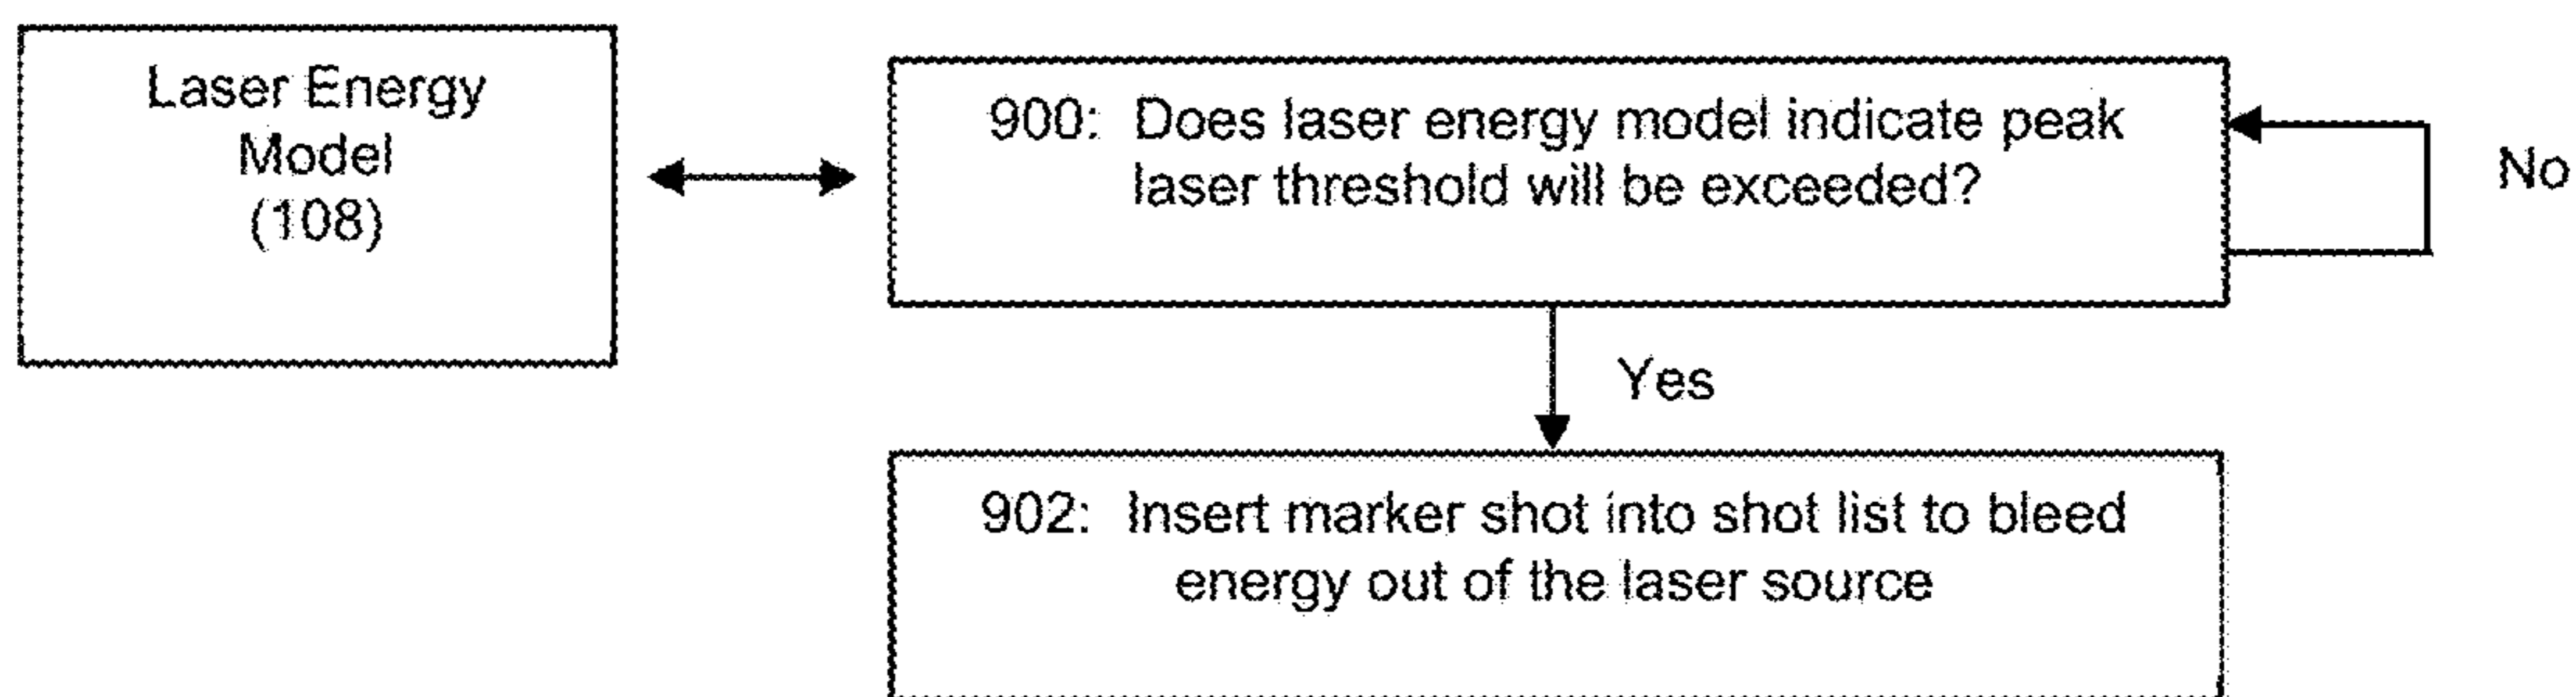 Laser Energy
Model
(108)
900: Does laser energy model indicate peak
laser threshold will be exceeded?
No
Yes
902: Insert marker shot into shot list to bleed
energy out of the laser source